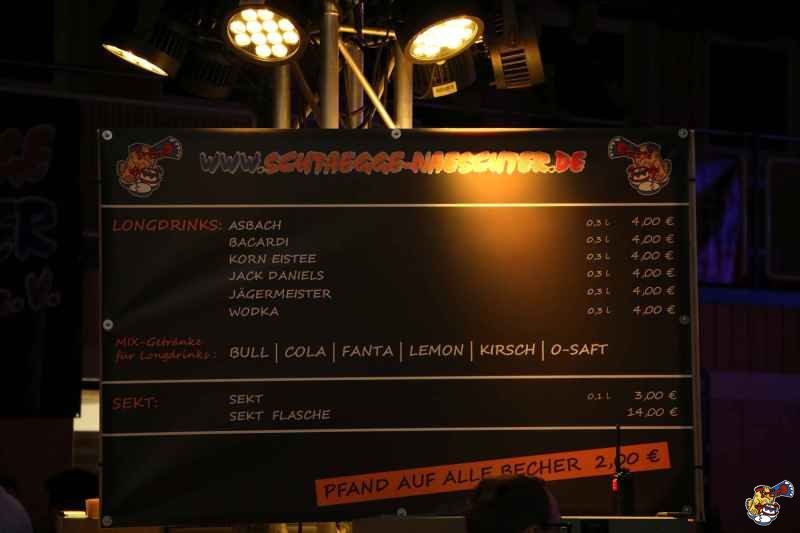 WWW.SCHTAEGGE-NAESCHTER.DE
LONGDRINKS: ASBACH 0,3 l 4,00 €
BACARDI 0,3 l 4,00 €
KORN EISTEE 0,3 l 4,00 €
JACK DANIELS 0,3 l 4,00 €
JÄGERMEISTER 0,3 l 4,00 €
WODKA 0,3 l 4,00 €
MIX-Getränke
für Longdrinks : BULL | COLA | FANTA | LEMON | KIRSCH | O-SAFT
SEKT: SEKT 0,1 l 3,00 €
SEKT FLASCHE 14,00 €
PFAND AUF ALLE BECHER 2,00 €